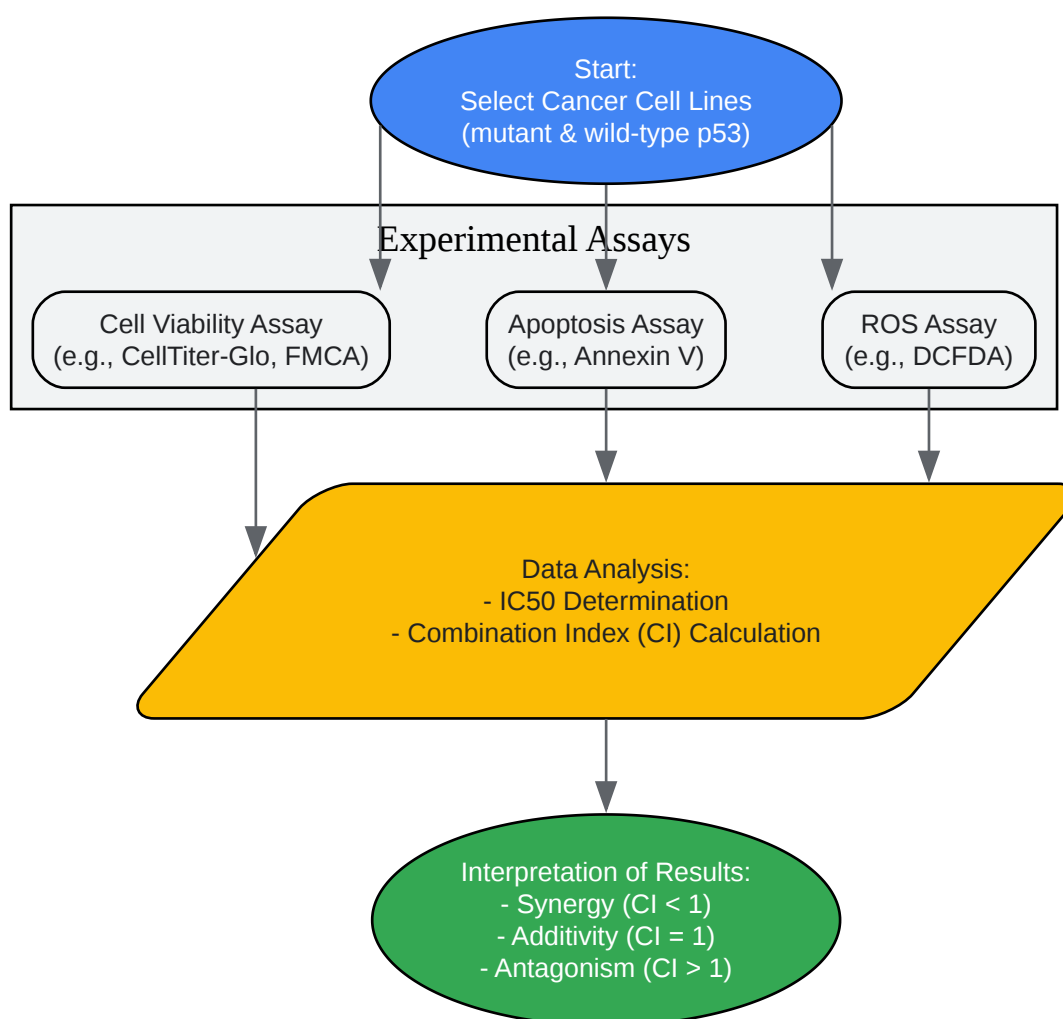 Start:
Select Cancer Cell Lines
(mutant & wild-type p53)
Experimental Assays
Cell Viability Assay
(e.g., CellTiter-Glo, FMCA)
Apoptosis Assay
(e.g., Annexin V)
ROS Assay
(e.g., DCFDA)
Data Analysis:
- IC50 Determination
- Combination Index (CI) Calculation
Interpretation of Results:
- Synergy (CI < 1)
- Additivity (CI = 1)
- Antagonism (CI > 1)